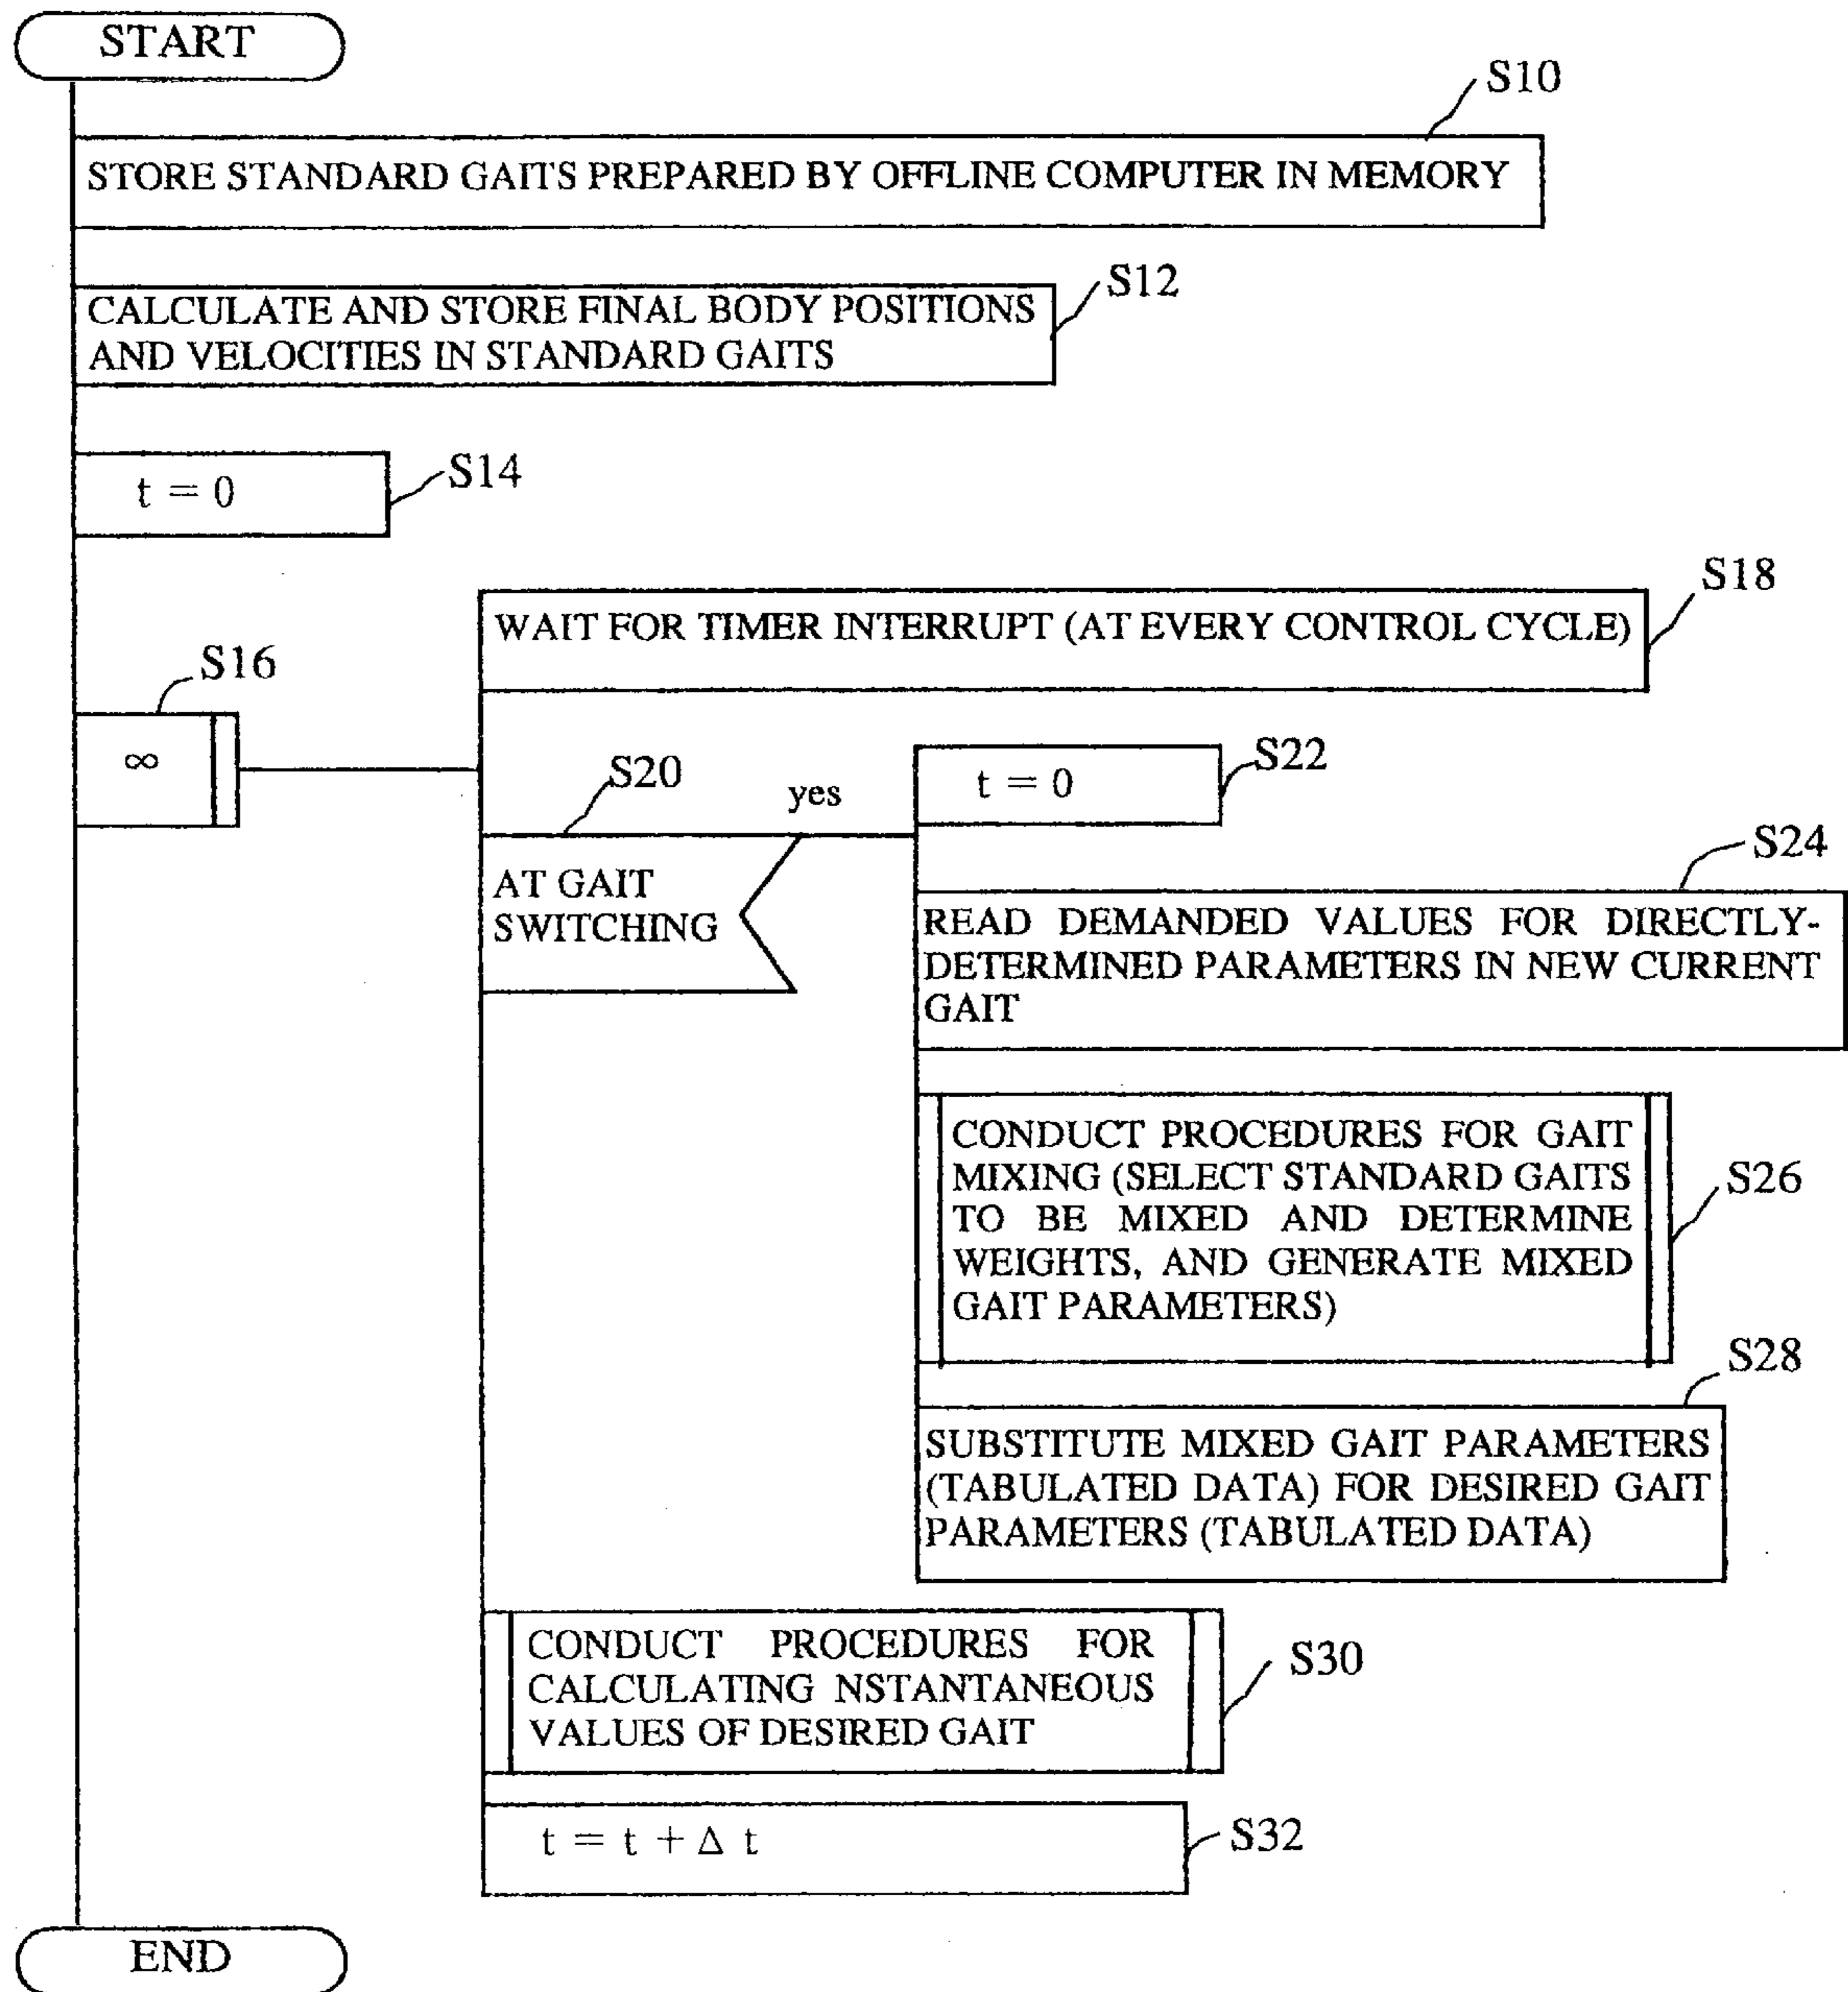 START
S10
STORE STANDARD GAITS PREPARED BY OFFLINE COMPUTER IN MEMORY
S12
CALCULATE AND STORE FINAL BODY POSITIONS
AND VELOCITIES IN STANDARD GAITS
S14
t = 0
S18
WAIT FOR TIMER INTERRUPT (AT EVERY CONTROL CYCLE)
S16
∞
S20
yes
S22
t = 0
AT GAIT
SWITCHING
S24
READ DEMANDED VALUES FOR DIRECTLY-
DETERMINED PARAMETERS IN NEW CURRENT
GAIT
S26
CONDUCT PROCEDURES FOR GAIT
MIXING (SELECT STANDARD GAITS
TO BE MIXED AND DETERMINE
WEIGHTS, AND GENERATE MIXED
GAIT PARAMETERS)
S28
SUBSTITUTE MIXED GAIT PARAMETERS
(TABULATED DATA) FOR DESIRED GAIT
PARAMETERS (TABULATED DATA)
S30
CONDUCT PROCEDURES FOR
CALCULATING NSTANTANEOUS
VALUES OF DESIRED GAIT
t = t + Δ t
S32
END